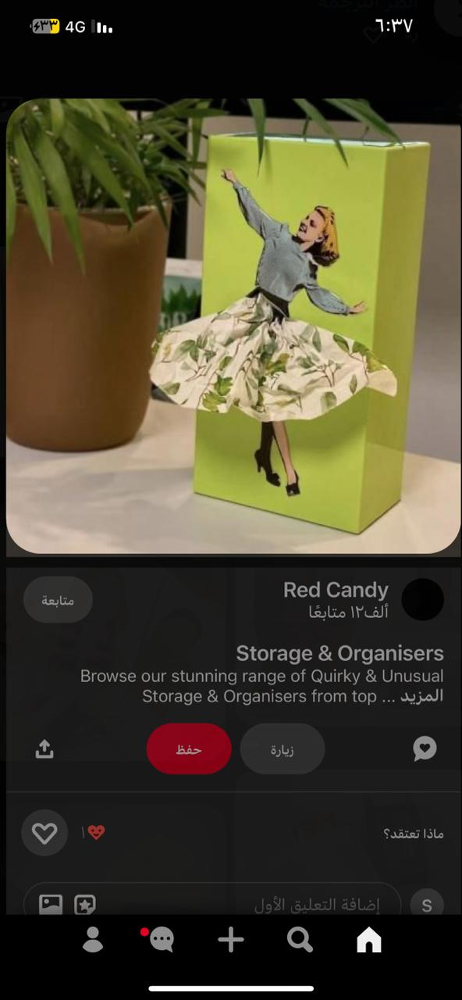 ٦:٣٧
4G
٣٣
Red Candy
ألف١٢ متابعًا
متابعة
Storage & Organisers
Browse our stunning range of Quirky & Unusual
Storage & Organisers from top ... المزيد
زيارة
حفظ
ماذا تعتقد؟
١
S
إضافة التعليق الأول